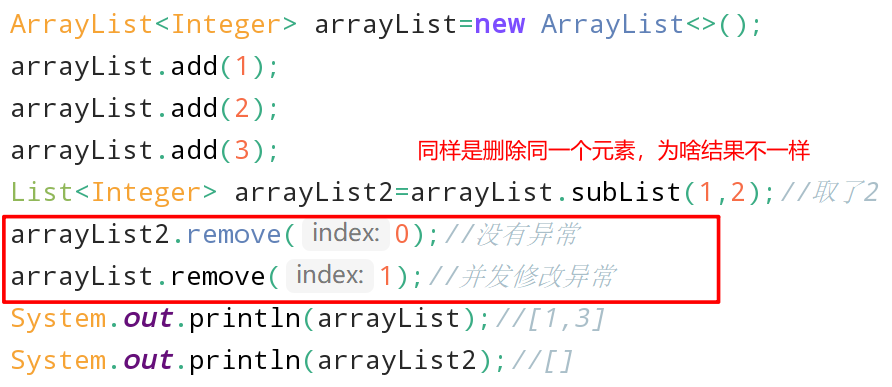 ArrayList<Integer> arrayList=new ArrayList<>();
arrayList.add(1);
arrayList.add(2);
arrayList.add(3);
同样是删除同一个元素，为啥结果不一样
List<Integer> arrayList2=arrayList.subList(1,2);//取了2
arrayList2.remove( index: 0);//没有异常
arrayList.remove( index: 1);//并发修改异常
System.out.println(arrayList);//[1,3]
System.out.println(arrayList2);//[]